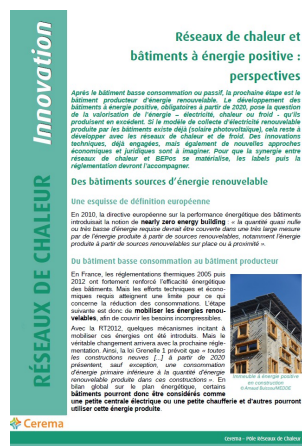 Innovation
RÉSEAUX DE CHALEUR
Réseaux de chaleur et
bâtiments à énergie positive :
perspectives
Après le bâtiment basse consommation ou passif, la prochaine étape est le
bâtiment producteur d'énergie renouvelable. Le développement des
bâtiments à énergie positive, obligatoires à partir de 2020, pose la question
de la valorisation de l'énergie – électricité, chaleur ou froid - qu'ils
produisent en excédent. Si le modèle de collecte d'électricité renouvelable
produite par les bâtiments existe déjà (solaire photovoltaïque), cela reste à
développer avec les réseaux de chaleur et de froid. Des innovations
techniques, déjà engagées, mais également de nouvelles approches
économiques et juridiques sont à imaginer. Pour que la synergie entre
réseaux de chaleur et BEPos se matérialise, les labels puis la
réglementation devront l'accompagner.
Des bâtiments sources d'énergie renouvelable
Une esquisse de définition européenne
En 2010, la directive européenne sur la performance énergétique des bâtiments
introduisait la notion de nearly zero energy building : « la quantité quasi nulle
ou très basse d'énergie requise devrait être couverte dans une très large mesure
par de l'énergie produite à partir de sources renouvelables, notamment l'énergie
produite à partir de sources renouvelables sur place ou à proximité ».
Du bâtiment basse consommation au bâtiment producteur
En France, les réglementations thermiques 2005 puis
2012 ont fortement renforcé l'efficacité énergétique
des bâtiments. Mais les efforts techniques et écono-
miques requis atteignent une limite pour ce qui
concerne la réduction des consommations. L'étape
suivante est donc de mobiliser les énergies renou-
velables, afin de couvrir les besoins incompressibles.
Avec la RT2012, quelques mécanismes incitant à
mobiliser ces énergies ont été introduits. Mais le
véritable changement arrivera avec la prochaine régle-
mentation. Ainsi, la loi Grenelle 1 prévoit que « toutes
les constructions neuves [...] à partir de 2020
présentent, sauf exception, une consommation
d'énergie primaire inférieure à la quantité d'énergie
renouvelable produite dans ces constructions ». En
bilan global sur le plan énergétique, certains
bâtiments pourront donc être considérés comme
une petite centrale électrique ou une petite chaufferie et d'autres pourront
utiliser cette énergie produite.
Immeuble à énergie positive
en construction
Cerema
Cerema - Pôle Réseaux de Chaleur